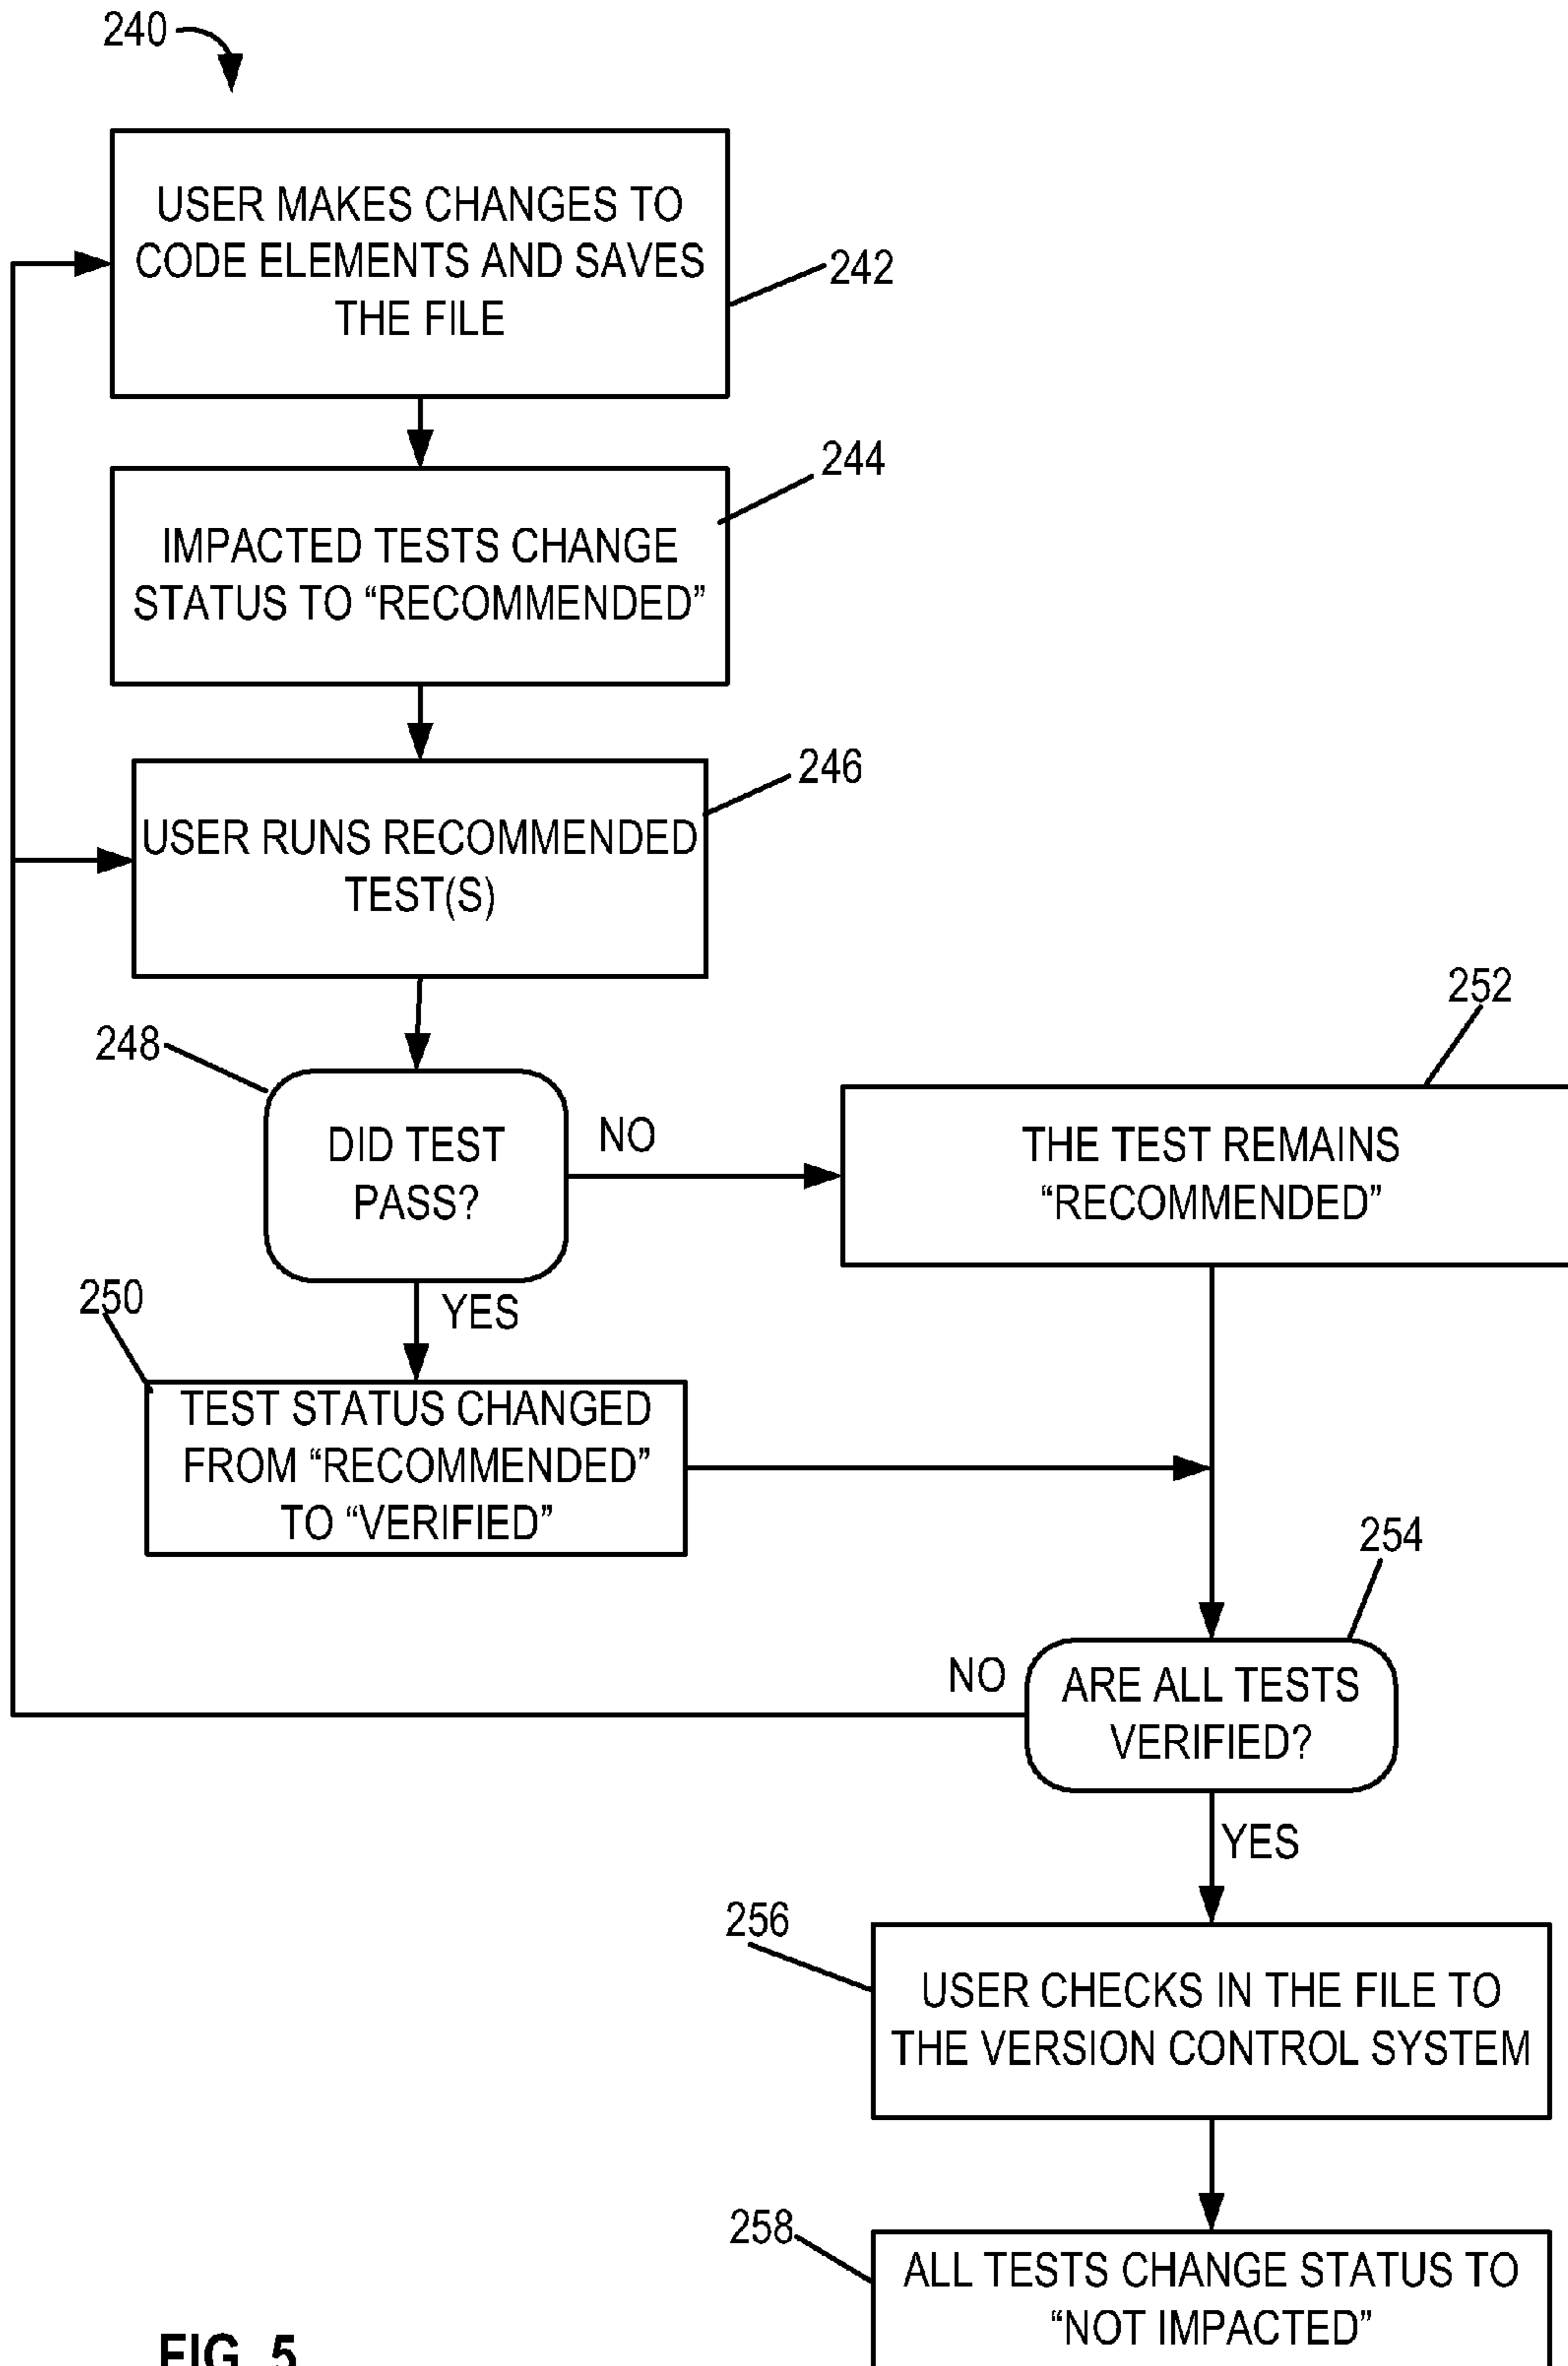 240
USER MAKES CHANGES TO
CODE ELEMENTS AND SAVES
THE FILE
242
244
IMPACTED TESTS CHANGE
STATUS TO “RECOMMENDED”
246
USER RUNS RECOMMENDED
TEST(S)
252
248
DID TEST
PASS?
NO
THE TEST REMAINS
“RECOMMENDED”
250
YES
TEST STATUS CHANGED
FROM “RECOMMENDED”
TO “VERIFIED”
254
NO
ARE ALL TESTS
VERIFIED?
YES
256
USER CHECKS IN THE FILE TO
THE VERSION CONTROL SYSTEM
258
ALL TESTS CHANGE STATUS TO
“NOT IMPACTED”
FIG. 5